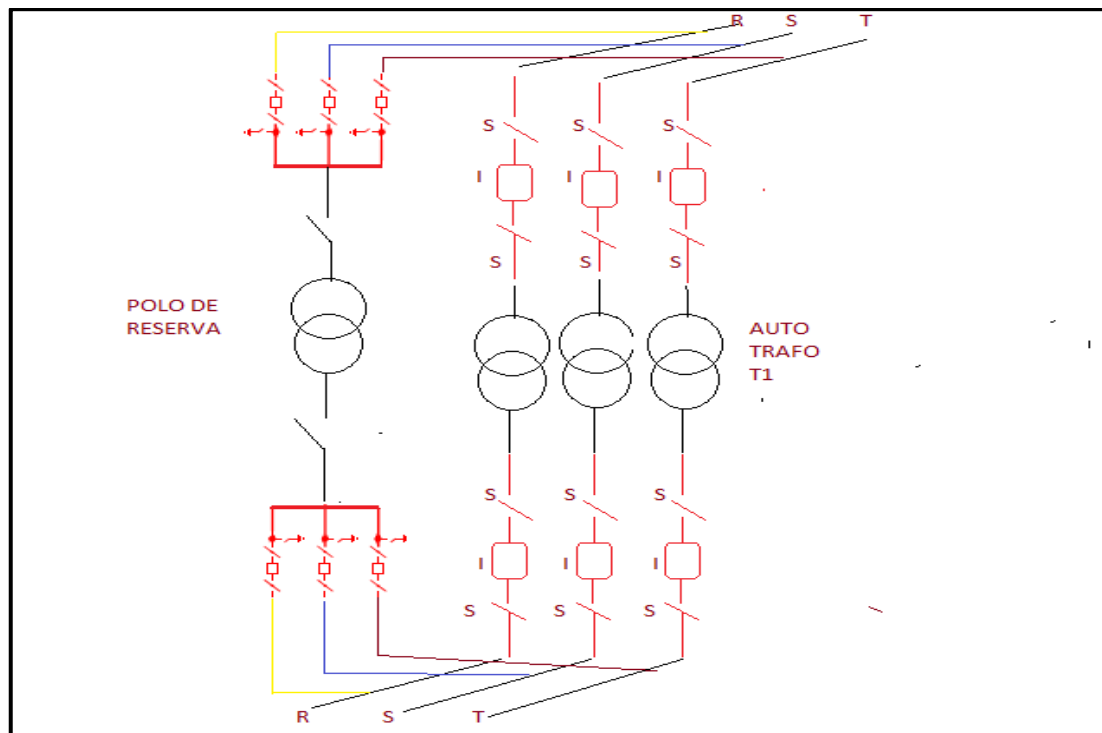 R S T
S S S
I I I
S S S
POLO DE
RESERVA
AUTO
TRAFO
T1
S S S
I I I
S S S
R S T